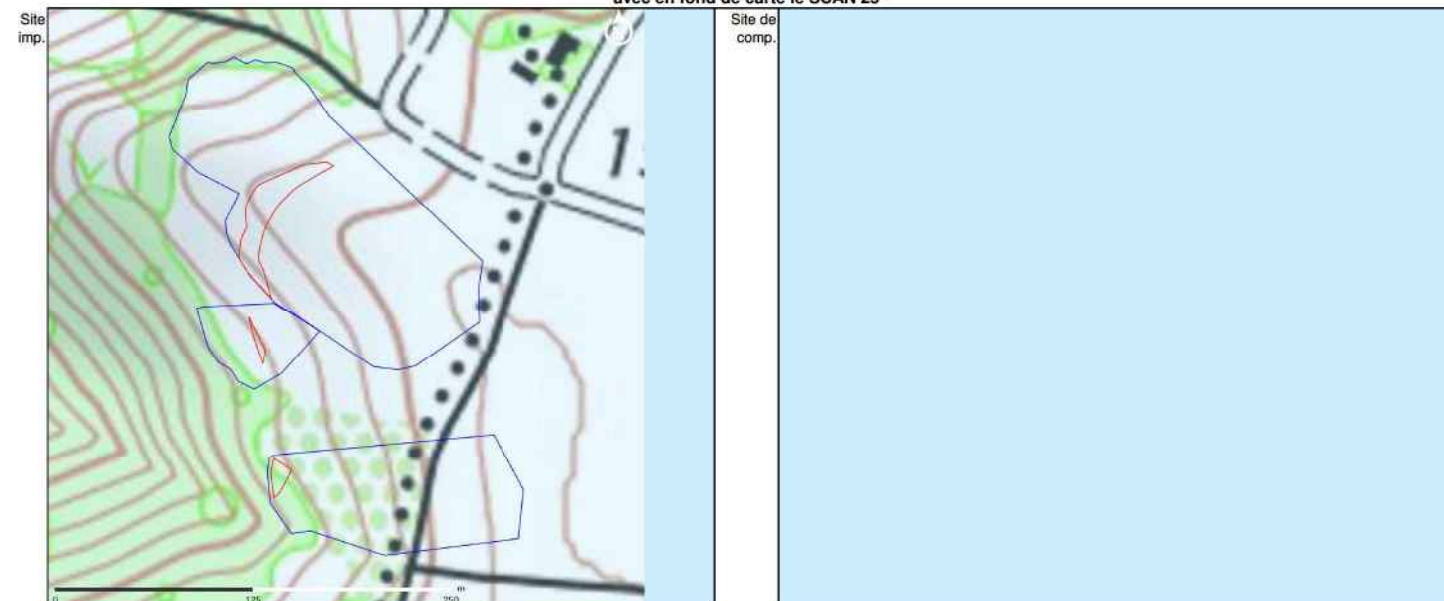 avec en fond de carte le SCAN 25
Site
imp.
Site de
comp.
0 125 250 m